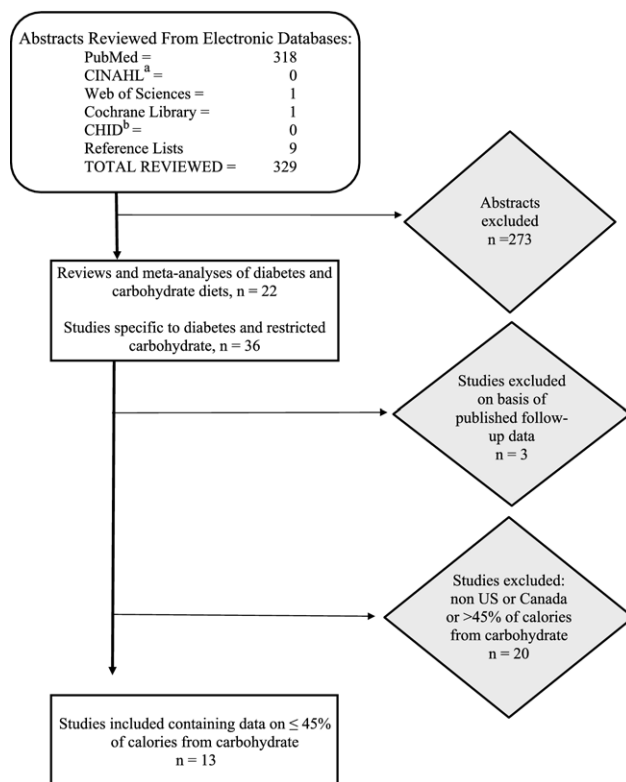 Abstracts Reviewed From Electronic Databases:
PubMed = 318
CINAHLa = 0
Web of Sciences = 1
Cochrane Library = 1
CHIDb = 0
Reference Lists 9
TOTAL REVIEWED = 329
Abstracts
excluded
n =273
Reviews and meta-analyses of diabetes and
carbohydrate diets, n = 22
Studies specific to diabetes and restricted
carbohydrate, n = 36
Studies excluded
on basis of
published follow-
up data
n = 3
Studies excluded:
non US or Canada
or >45% of calories
from carbohydrate
n = 20
Studies included containing data on ≤ 45%
of calories from carbohydrate
n = 13